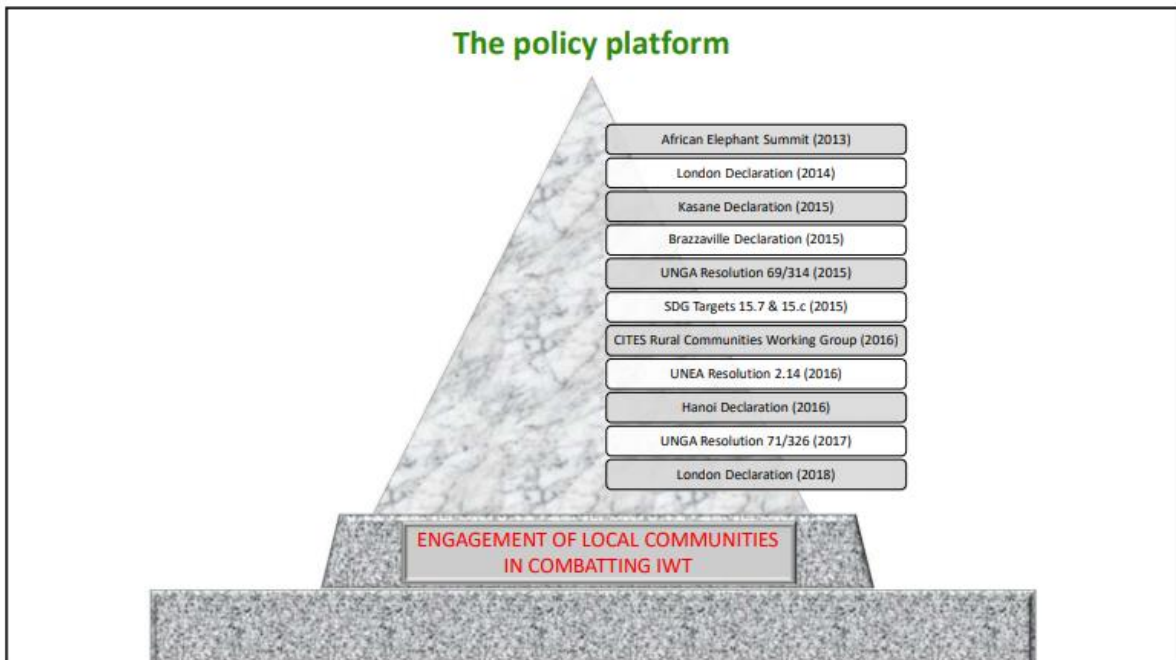 The policy platform
African Elephant Summit (2013)
London Declaration (2014)
Kasane Declaration (2015)
Brazzaville Declaration (2015)
UNGA Resolution 69/314 (2015)
SDG Targets 15.7 & 15.c (2015)
CITES Rural Communities Working Group (2016)
UNEA Resolution 2.14 (2016)
Hanoi Declaration (2016)
UNGA Resolution 71/326 (2017)
London Declaration (2018)
ENGAGEMENT OF LOCAL COMMUNITIES
IN COMBATTING IWT